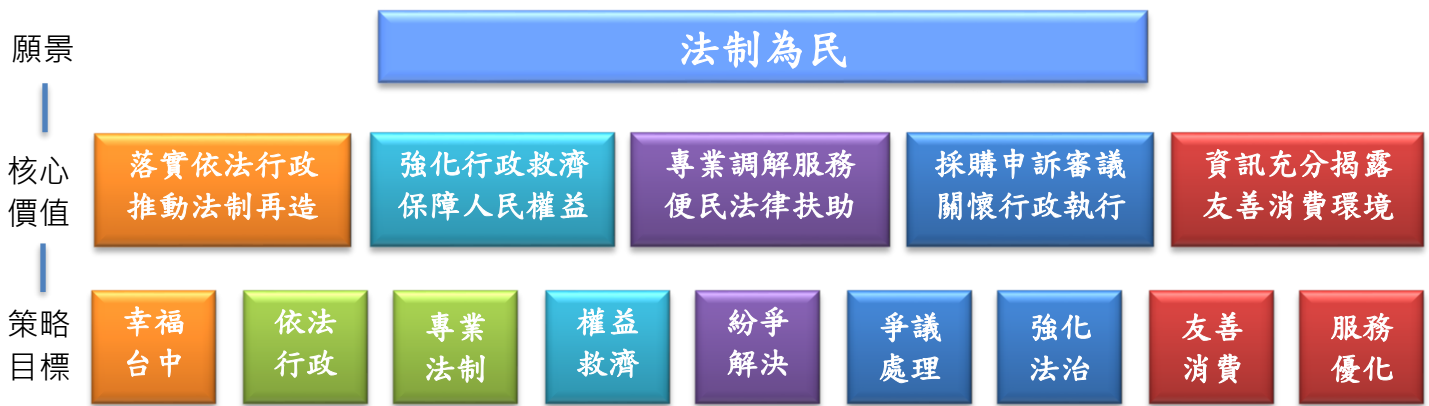 願景
法制為民
核心
價值
落實依法行政
推動法制再造
強化行政救濟
保障人民權益
專業調解服務
便民法律扶助
採購申訴審議
關懷行政執行
資訊充分揭露
友善消費環境
策略
目標
幸福
台中
依法
行政
專業
法制
權益
救濟
紛爭
解決
爭議
處理
強化
法治
友善
消費
服務
優化